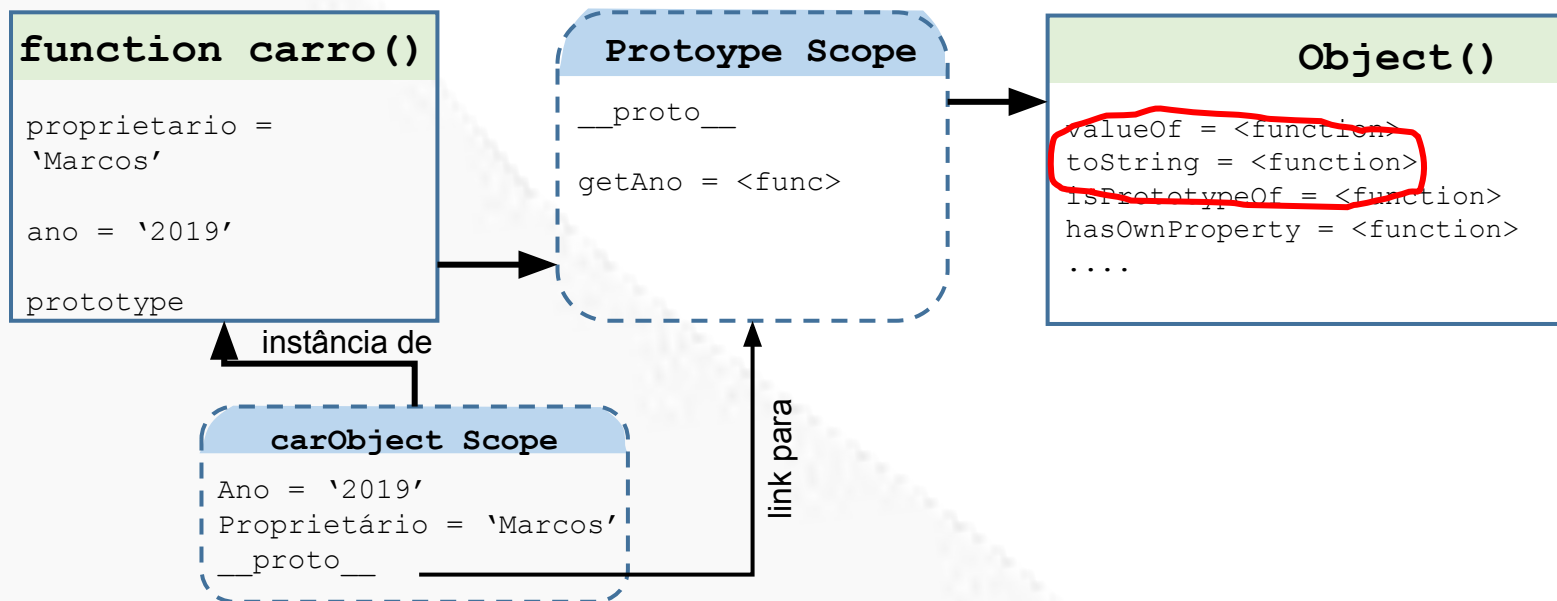 function carro()
proprietario =
‘Marcos’
ano = ‘2019’
prototype
Protoype Scope
__proto__
getAno = <func>
Object()
valueOf = <function>
toString = <function>
isPrototypeOf = <function>
hasOwnProperty = <function>
....
instância de
link para
carObject Scope
Ano = ‘2019’
Proprietário = ‘Marcos’
__proto__